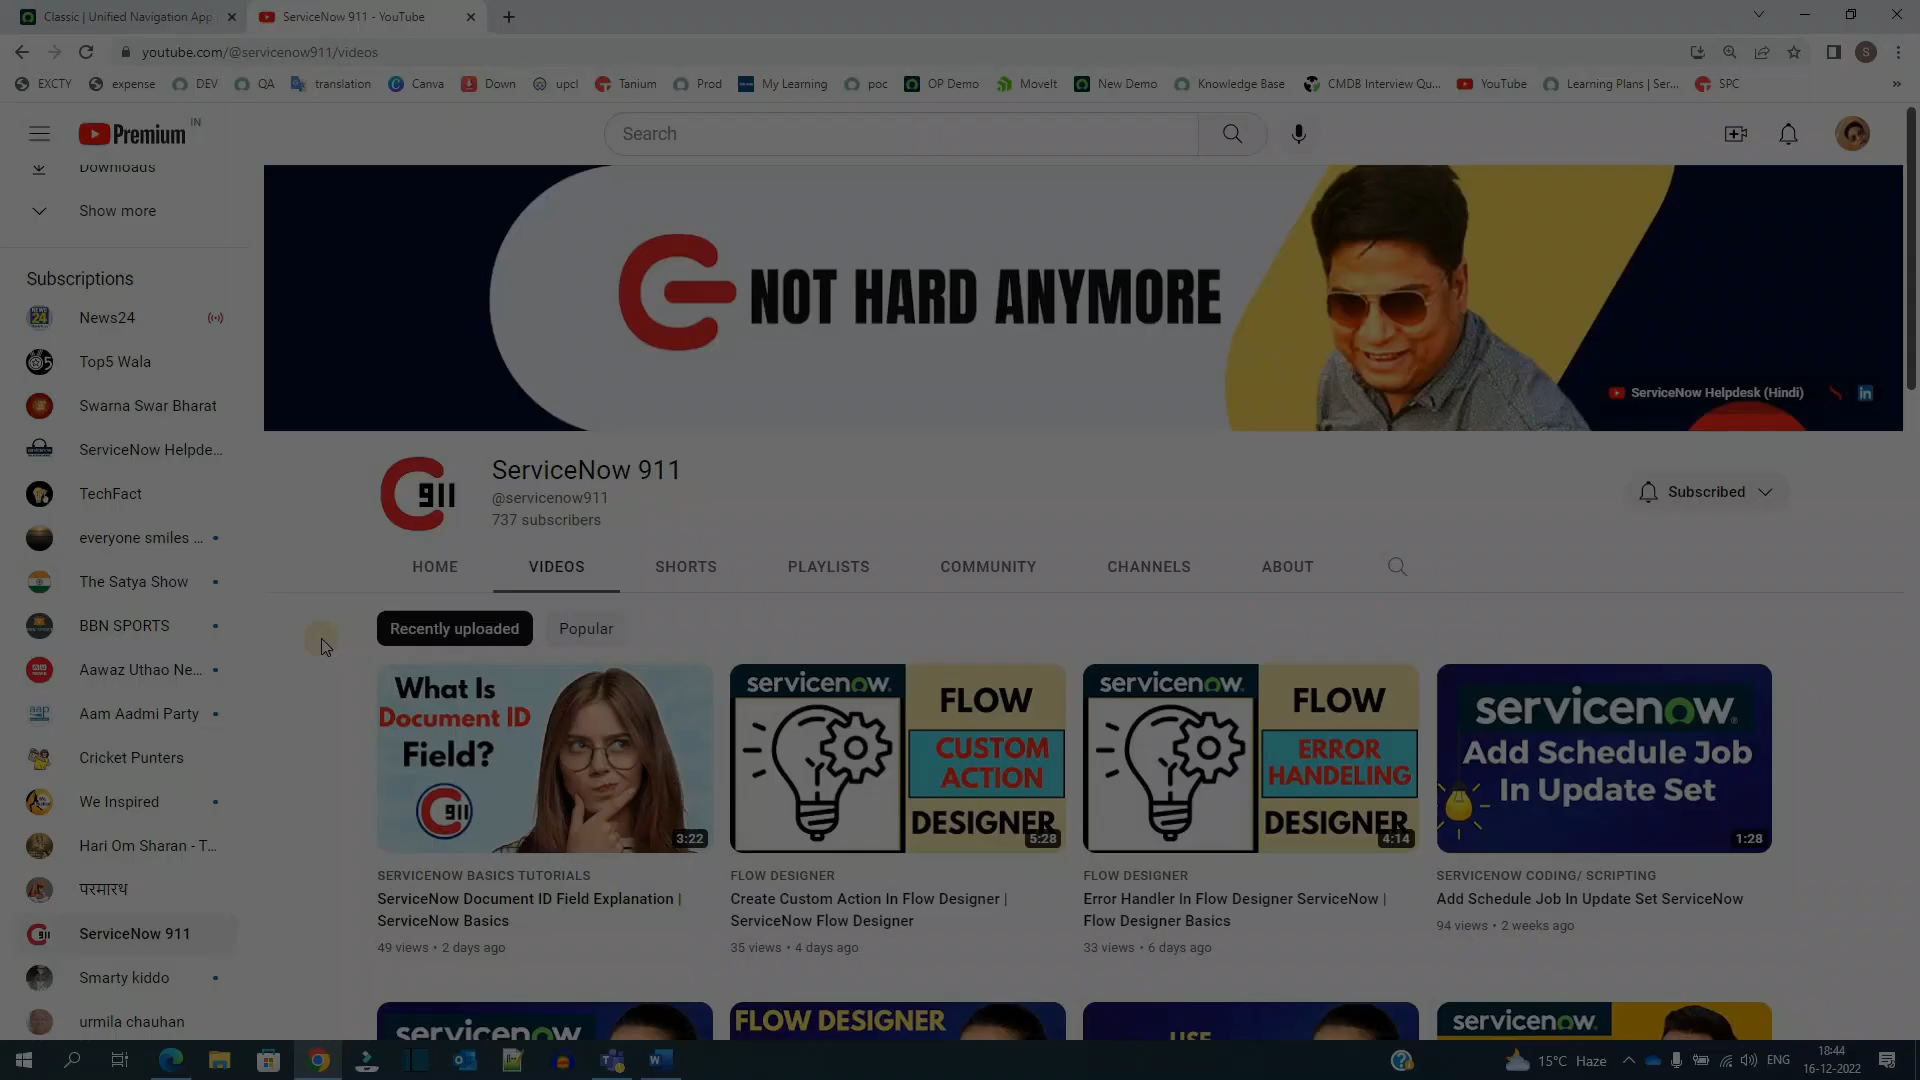 Classic | Unified Navigation App
ServiceNow 911 - YouTube
youtube.com/@servicenow911/videos
EXCTY
expense
DEV
QA
translation
Canva
Down
upcl
Tanium
Prod
My Learning
poc
OP Demo
MoveIt
New Demo
Knowledge Base
CMDB Interview Qu...
YouTube
Learning Plans | Ser...
SPC
Premium IN
Search
Downloads
Show more
Subscriptions
News24
Top5 Wala
Swarna Swar Bharat
ServiceNow Helpde...
TechFact
everyone smiles ...
The Satya Show
BBN SPORTS
Aawaz Uthao Ne...
Aam Aadmi Party
Cricket Punters
We Inspired
Hari Om Sharan - T...
परमारथ
ServiceNow 911
Smarty kiddo
urmila chauhan
NOT HARD ANYMORE
ServiceNow Helpdesk (Hindi)
911
ServiceNow 911
@servicenow911
737 subscribers
Subscribed
HOME
VIDEOS
SHORTS
PLAYLISTS
COMMUNITY
CHANNELS
ABOUT
Recently uploaded
Popular
What Is
Document ID
Field?
911
3:22
SERVICENOW BASICS TUTORIALS
ServiceNow Document ID Field Explanation |
ServiceNow Basics
49 views • 2 days ago
servicenow.
FLOW
CUSTOM
ACTION
DESIGNER
5:28
FLOW DESIGNER
Create Custom Action In Flow Designer |
ServiceNow Flow Designer
35 views • 4 days ago
servicenow.
FLOW
ERROR
HANDELING
DESIGNER
4:14
FLOW DESIGNER
Error Handler In Flow Designer ServiceNow |
Flow Designer Basics
33 views • 6 days ago
servicenow.
Add Schedule Job
In Update Set
1:28
SERVICENOW CODING/ SCRIPTING
Add Schedule Job In Update Set ServiceNow
94 views • 2 weeks ago
servicenow
FLOW DESIGNER
USE
servicenow.
15°C Haze
ENG
18:44
16-12-2022